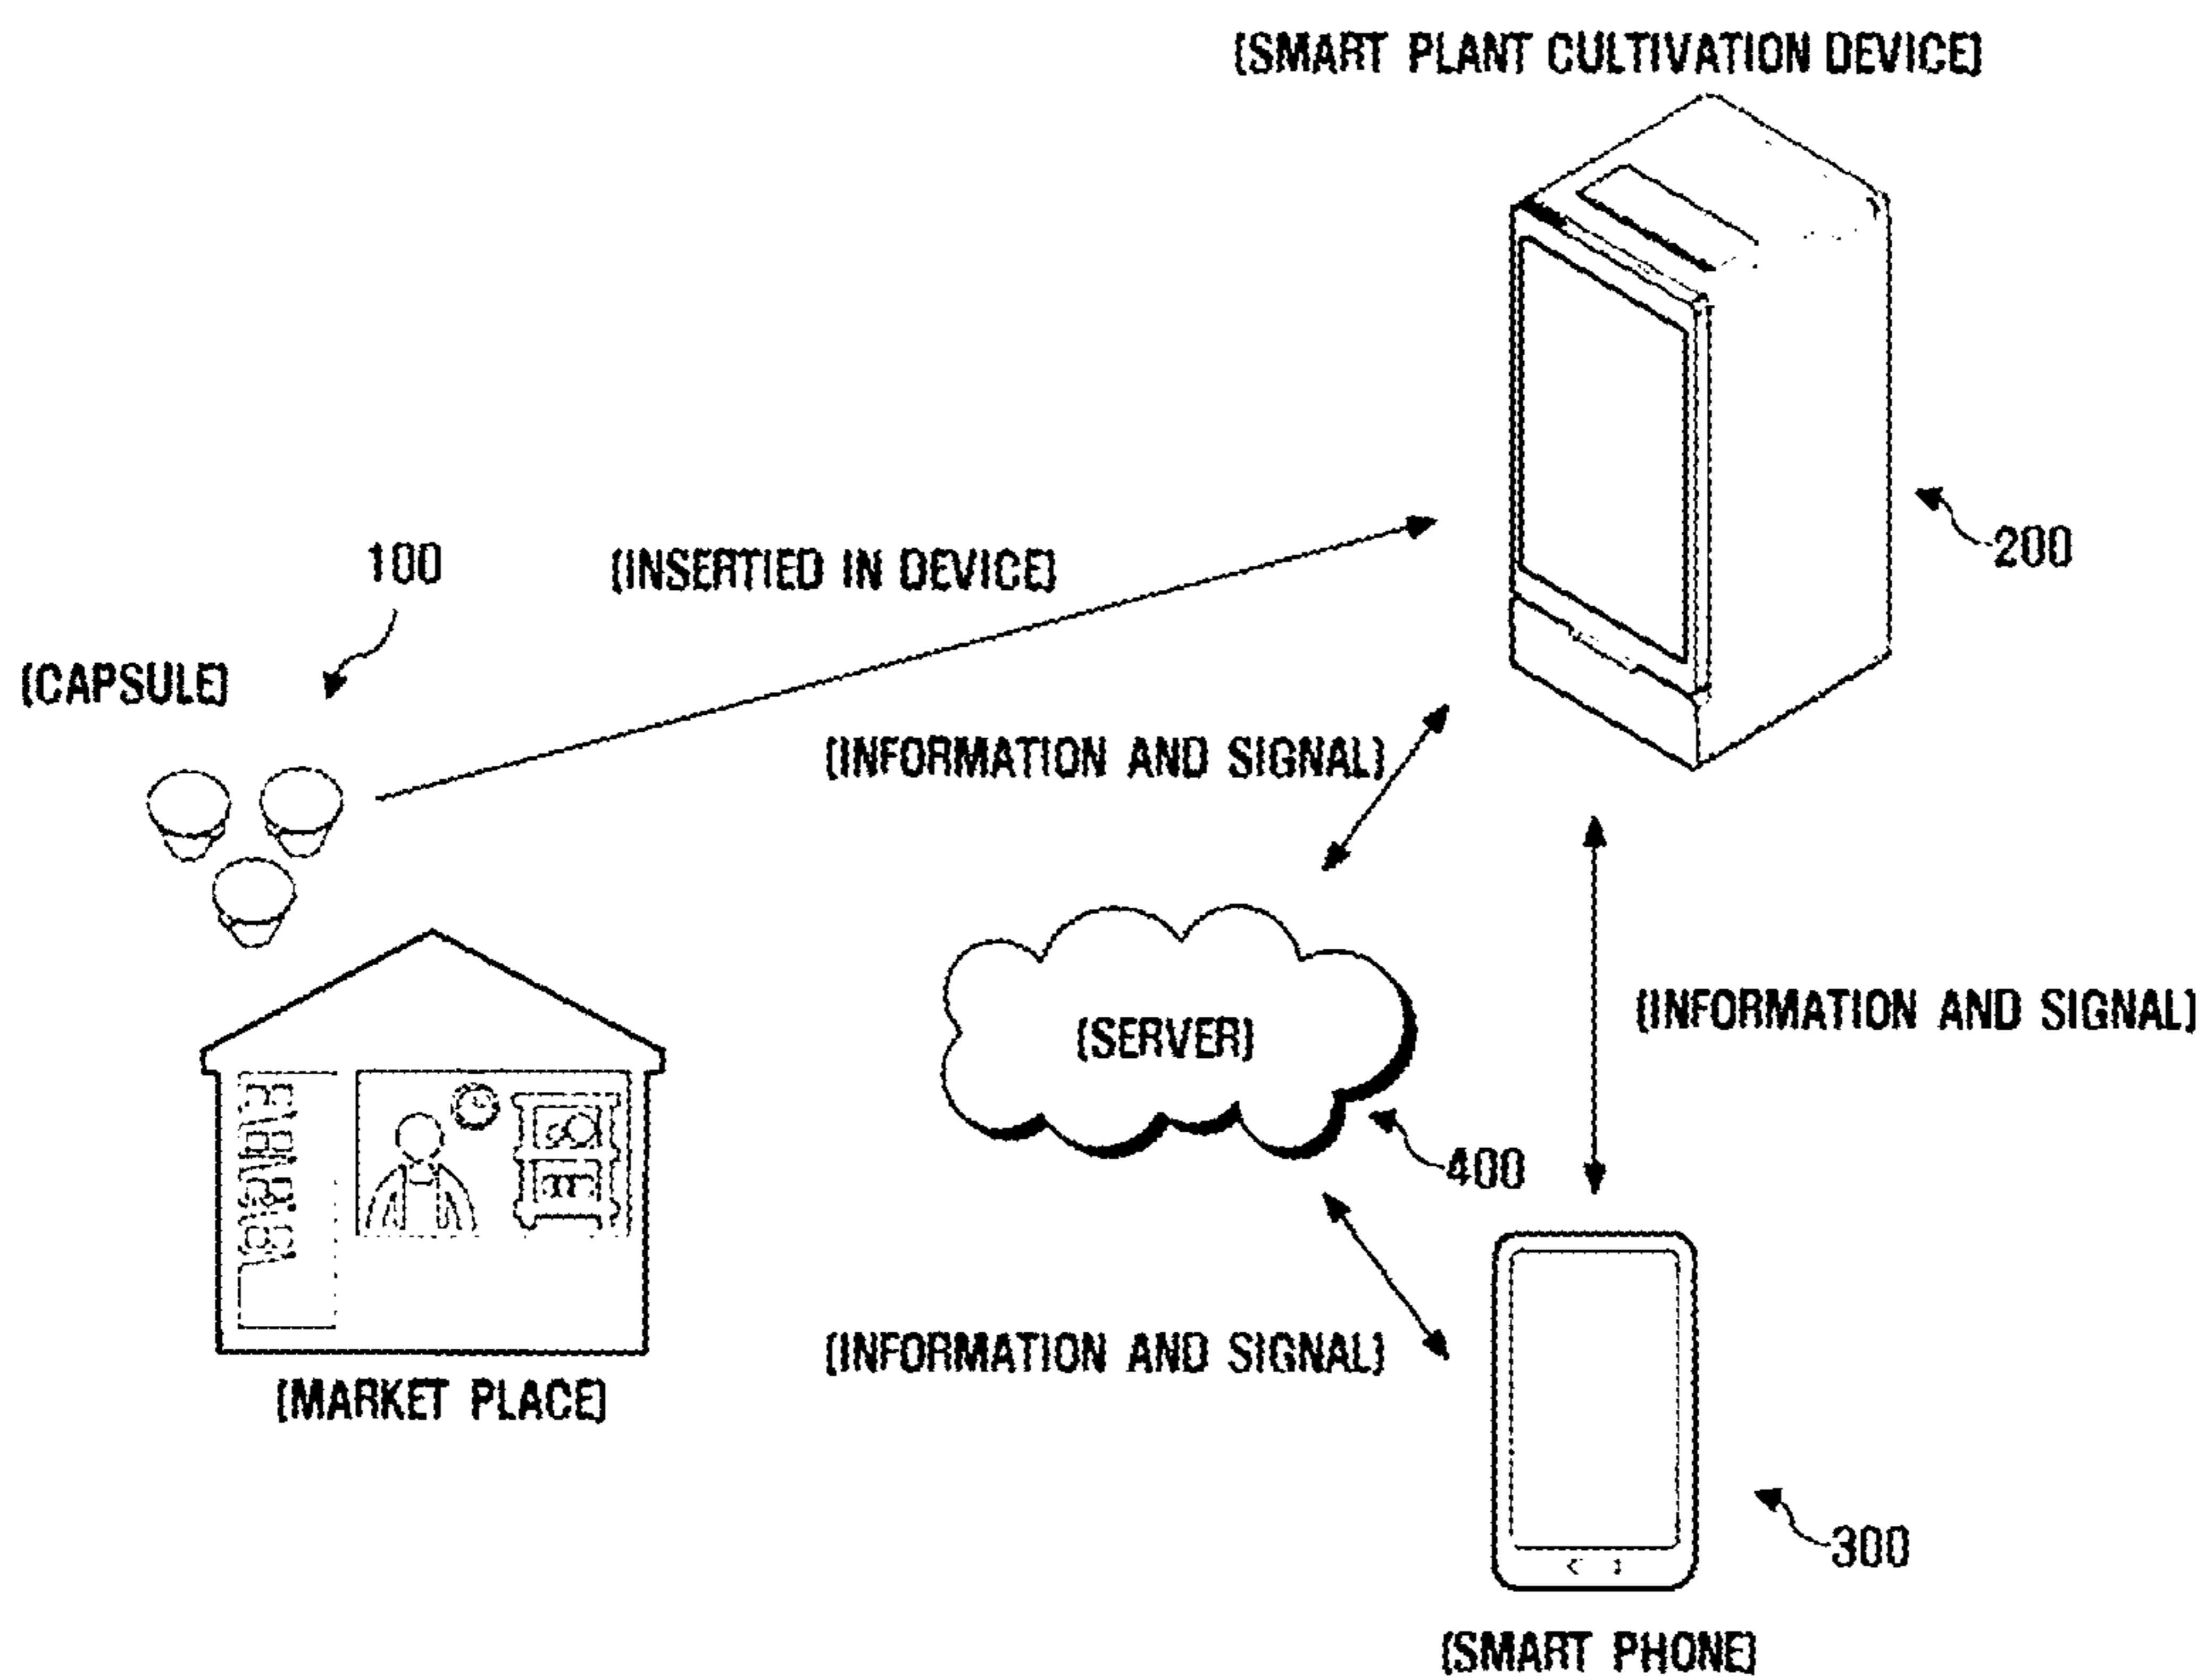 [SMART PLANT CULTIVATION DEVICE]
200
100
[INSERTIED IN DEVICE]
[CAPSULE]
[INFORMATION AND SIGNAL]
[SERVER]
[INFORMATION AND SIGNAL]
400
[INFORMATION AND SIGNAL]
[MARKET PLACE]
300
[SMART PHONE]